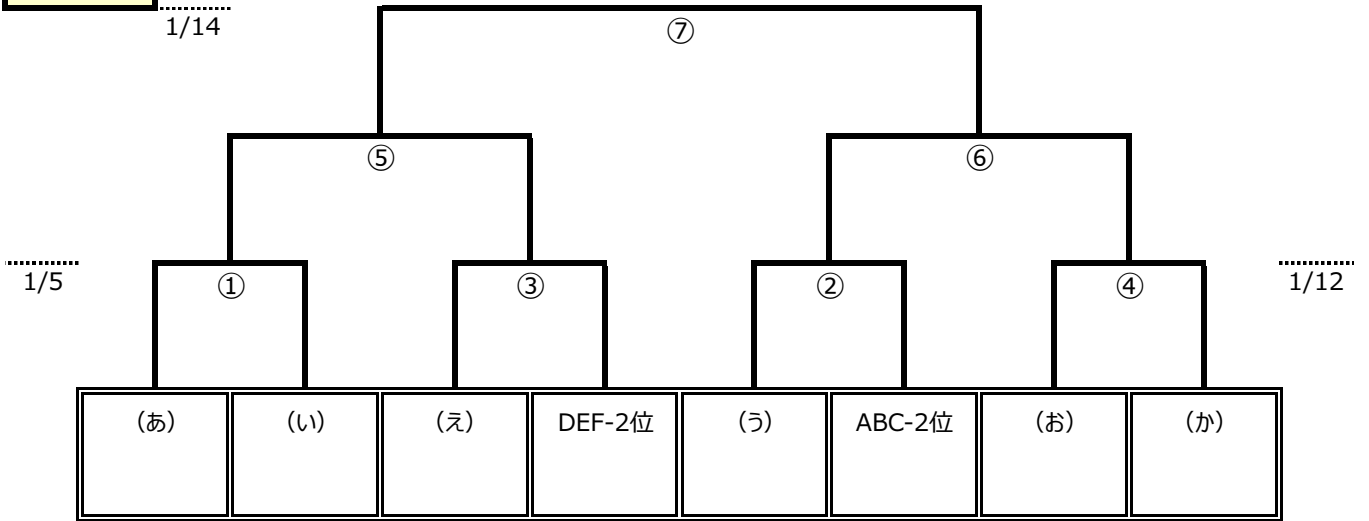 1/14
⑦
⑤
⑥
1/5
①
③
②
④
1/12
(あ)
(い)
(え)
DEF-2位
(う)
ABC-2位
(お)
(か)